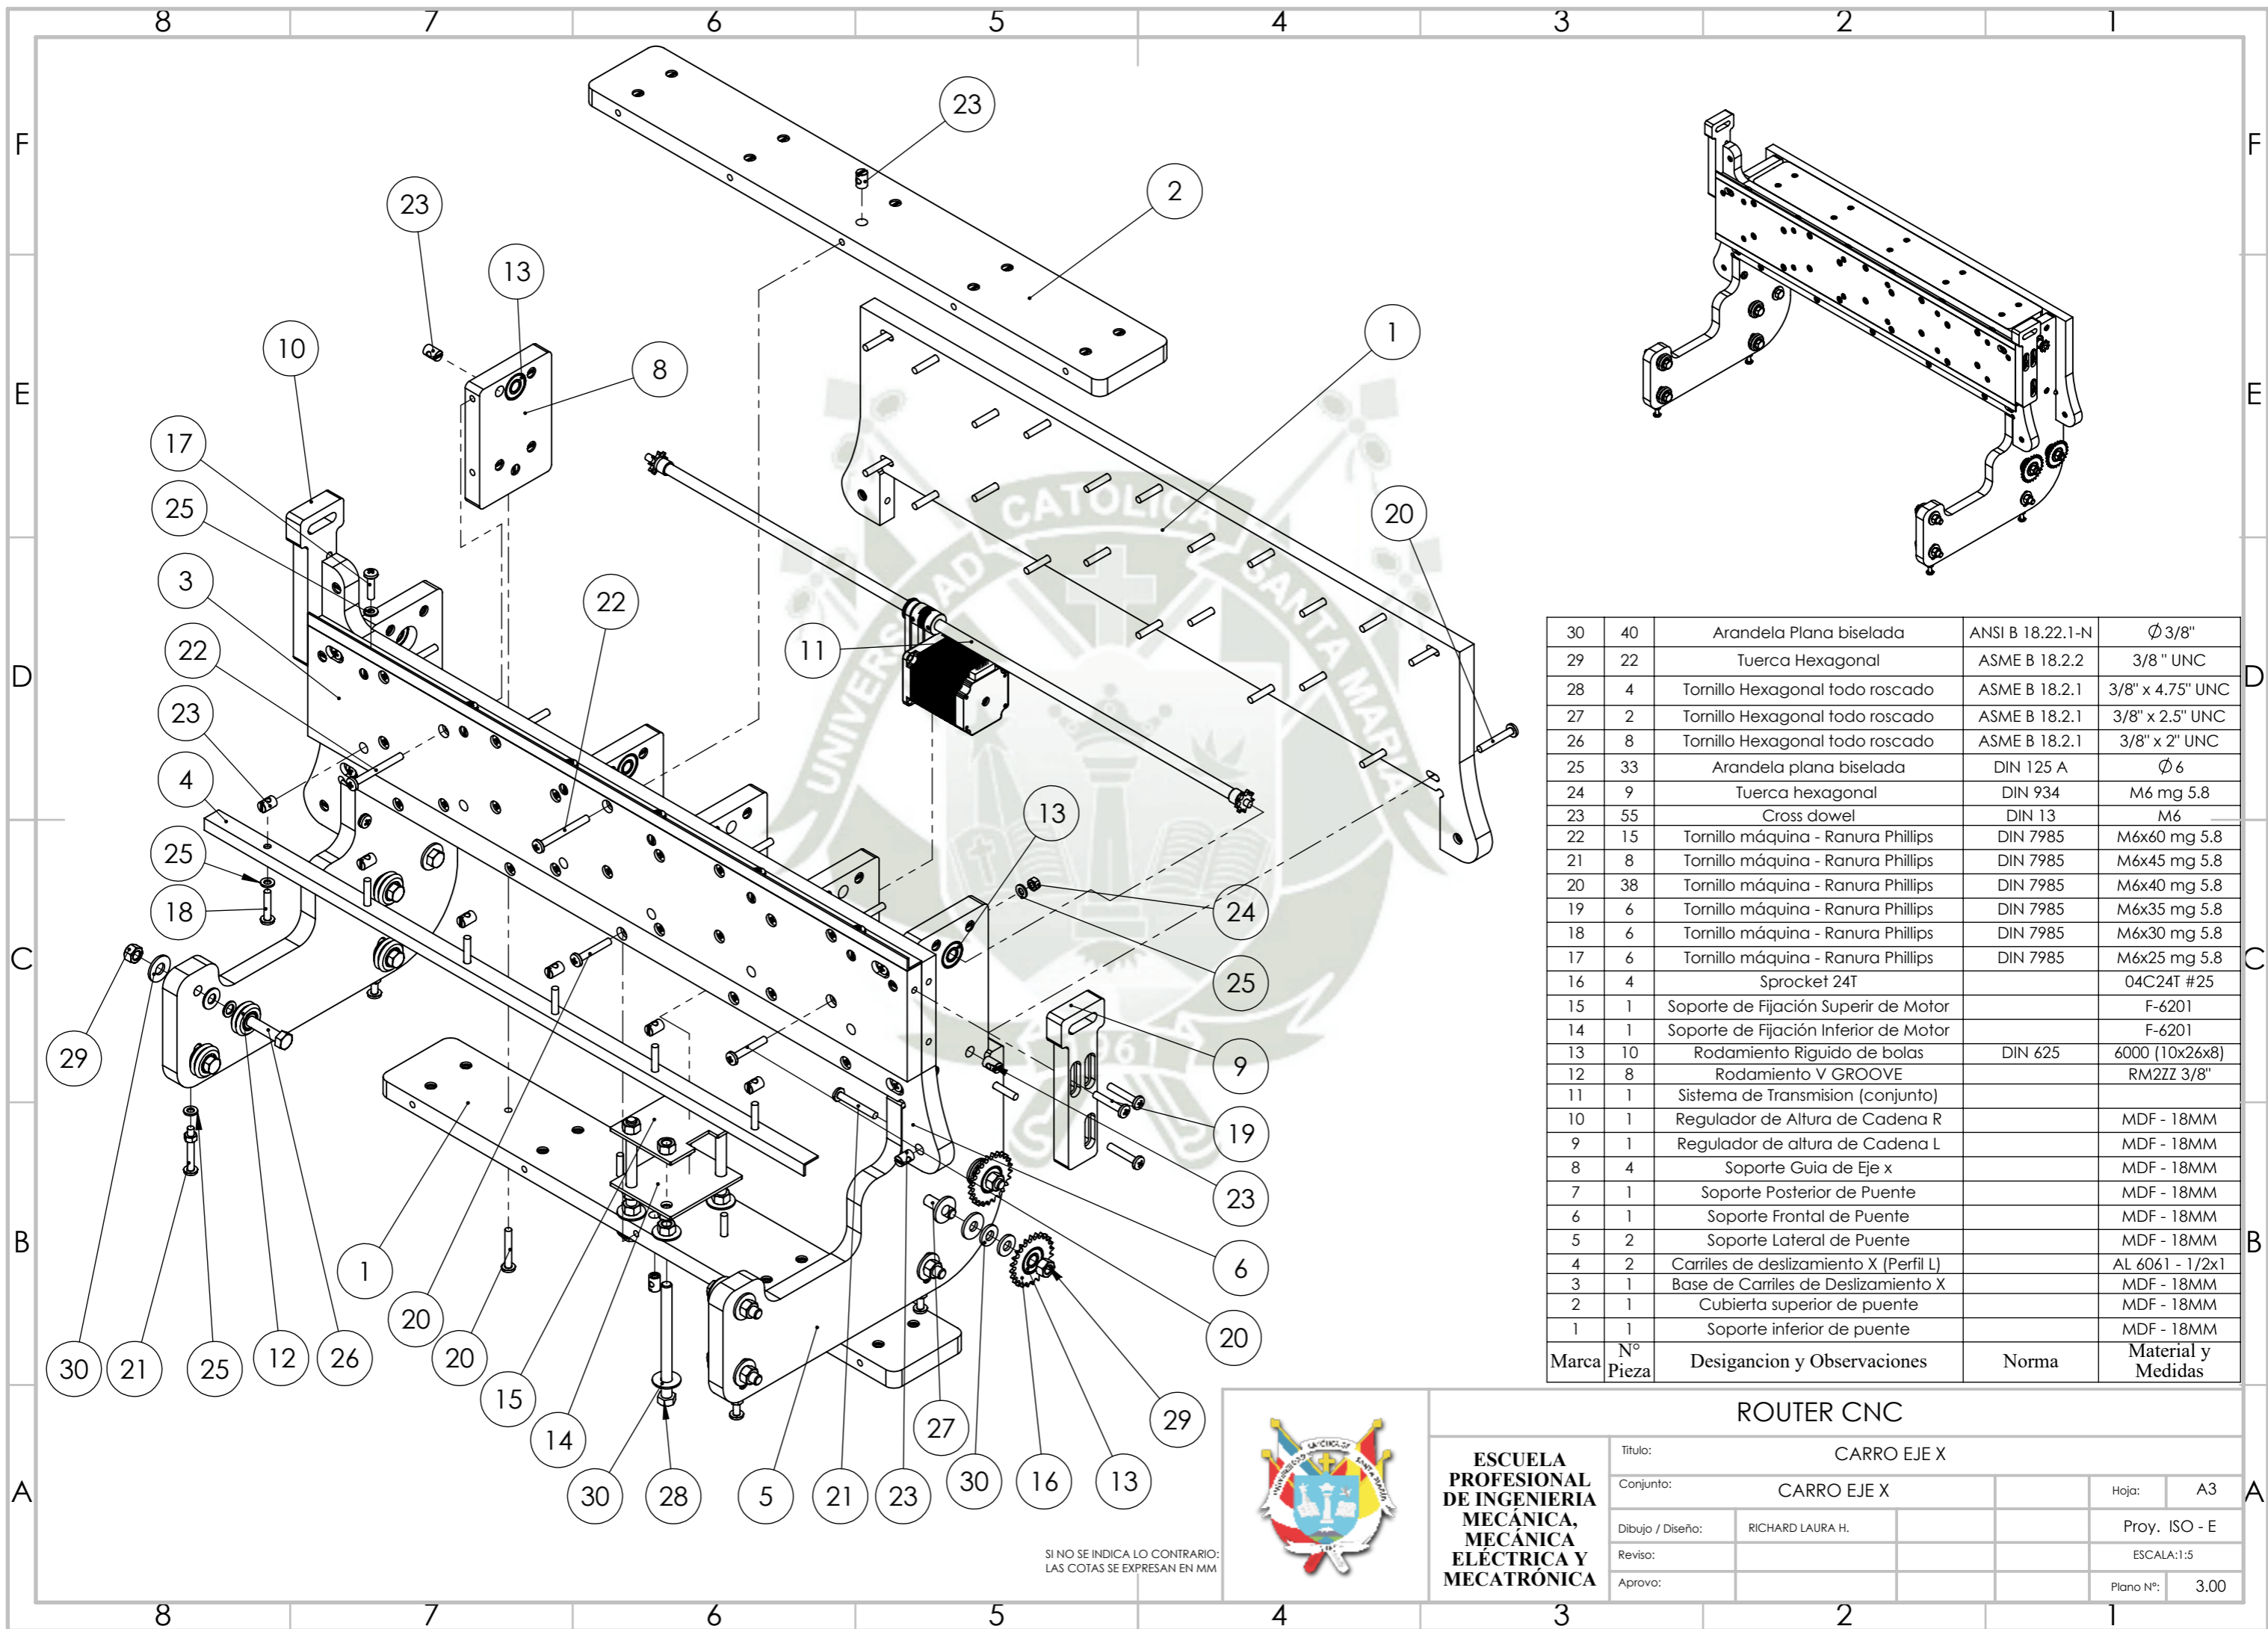 8 7 6 5 4 3 2 1
F F
E E
D D
C C
B B
A A
23
2
23
13
10
8
1
17
25
20
3
22
22
11
23
4
13
25
24
18
25
29
9
19
23
1
6
20
20
30 21 25 12 26
20
15
14
29
27
30 28 5 21 23 30 16 13
UNIVERSIDAD CATOLICA SANTA MARIA
1961
30 40 Arandela Plana biselada ANSI B 18.22.1-N Ø 3/8"
29 22 Tuerca Hexagonal ASME B 18.2.2 3/8 " UNC
28 4 Tornillo Hexagonal todo roscado ASME B 18.2.1 3/8" x 4.75" UNC
27 2 Tornillo Hexagonal todo roscado ASME B 18.2.1 3/8" x 2.5" UNC
26 8 Tornillo Hexagonal todo roscado ASME B 18.2.1 3/8" x 2" UNC
25 33 Arandela plana biselada DIN 125 A Ø 6
24 9 Tuerca hexagonal DIN 934 M6 mg 5.8
23 55 Cross dowel DIN 13 M6
22 15 Tornillo máquina - Ranura Phillips DIN 7985 M6x60 mg 5.8
21 8 Tornillo máquina - Ranura Phillips DIN 7985 M6x45 mg 5.8
20 38 Tornillo máquina - Ranura Phillips DIN 7985 M6x40 mg 5.8
19 6 Tornillo máquina - Ranura Phillips DIN 7985 M6x35 mg 5.8
18 6 Tornillo máquina - Ranura Phillips DIN 7985 M6x30 mg 5.8
17 6 Tornillo máquina - Ranura Phillips DIN 7985 M6x25 mg 5.8
16 4 Sprocket 24T 04C24T #25
15 1 Soporte de Fijación Superir de Motor F-6201
14 1 Soporte de Fijación Inferior de Motor F-6201
13 10 Rodamiento Riguido de bolas DIN 625 6000 (10x26x8)
12 8 Rodamiento V GROOVE RM2ZZ 3/8"
11 1 Sistema de Transmision (conjunto)
10 1 Regulador de Altura de Cadena R MDF - 18MM
9 1 Regulador de altura de Cadena L MDF - 18MM
8 4 Soporte Guia de Eje x MDF - 18MM
7 1 Soporte Posterior de Puente MDF - 18MM
6 1 Soporte Frontal de Puente MDF - 18MM
5 2 Soporte Lateral de Puente MDF - 18MM
4 2 Carriles de deslizamiento X (Perfil L) AL 6061 - 1/2x1
3 1 Base de Carriles de Deslizamiento X MDF - 18MM
2 1 Cubierta superior de puente MDF - 18MM
1 1 Soporte inferior de puente MDF - 18MM
Marca N° Pieza Desigancion y Observaciones Norma Material y Medidas
SI NO SE INDICA LO CONTRARIO:
LAS COTAS SE EXPRESAN EN MM
ESCUELA
PROFESIONAL
DE INGENIERIA
MECÁNICA,
MECÁNICA
ELÉCTRICA Y
MECATRÓNICA
ROUTER CNC
Titulo: CARRO EJE X
Conjunto: CARRO EJE X Hoja: A3
Dibujo / Diseño: RICHARD LAURA H. Proy. ISO - E
Reviso: ESCALA:1:5
Aprovo: Plano Nº: 3.00
8 7 6 5 4 3 2 1